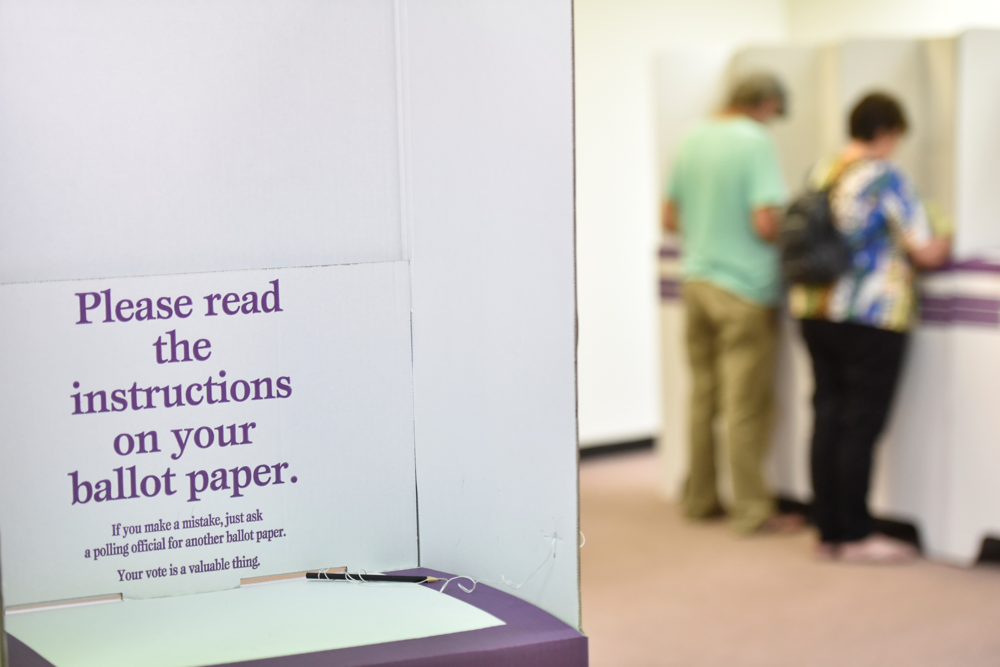 Please read
the
instructions
on your
ballot paper.
If you make a mistake, just ask
a polling official for another ballot paper.
Your vote is a valuable thing.